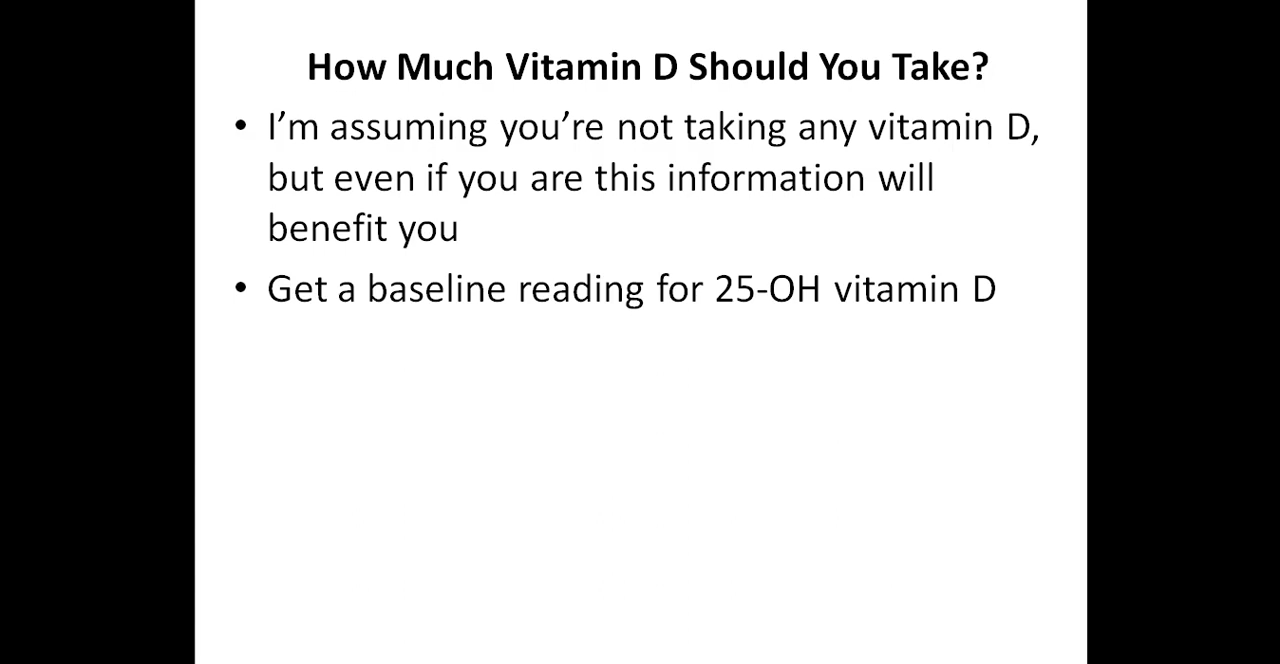 How Much Vitamin D Should You Take?
• I’m assuming you’re not taking any vitamin D,
but even if you are this information will
benefit you
• Get a baseline reading for 25-OH vitamin D